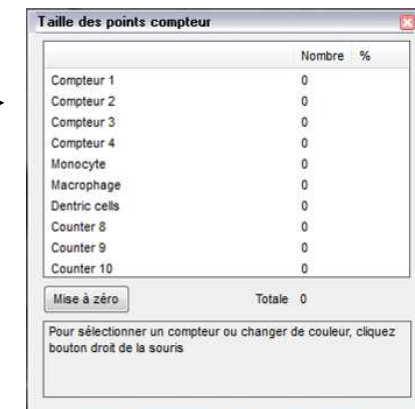 Taille des points compteur
Nombre %
Compteur 1 0
Compteur 2 0
Compteur 3 0
Compteur 4 0
Monocyte 0
Macrophage 0
Dentric cells 0
Counter 8 0
Counter 9 0
Counter 10 0
Mise à zéro Totale 0
Pour sélectionner un compteur ou changer de couleur, cliquez
bouton droit de la souris